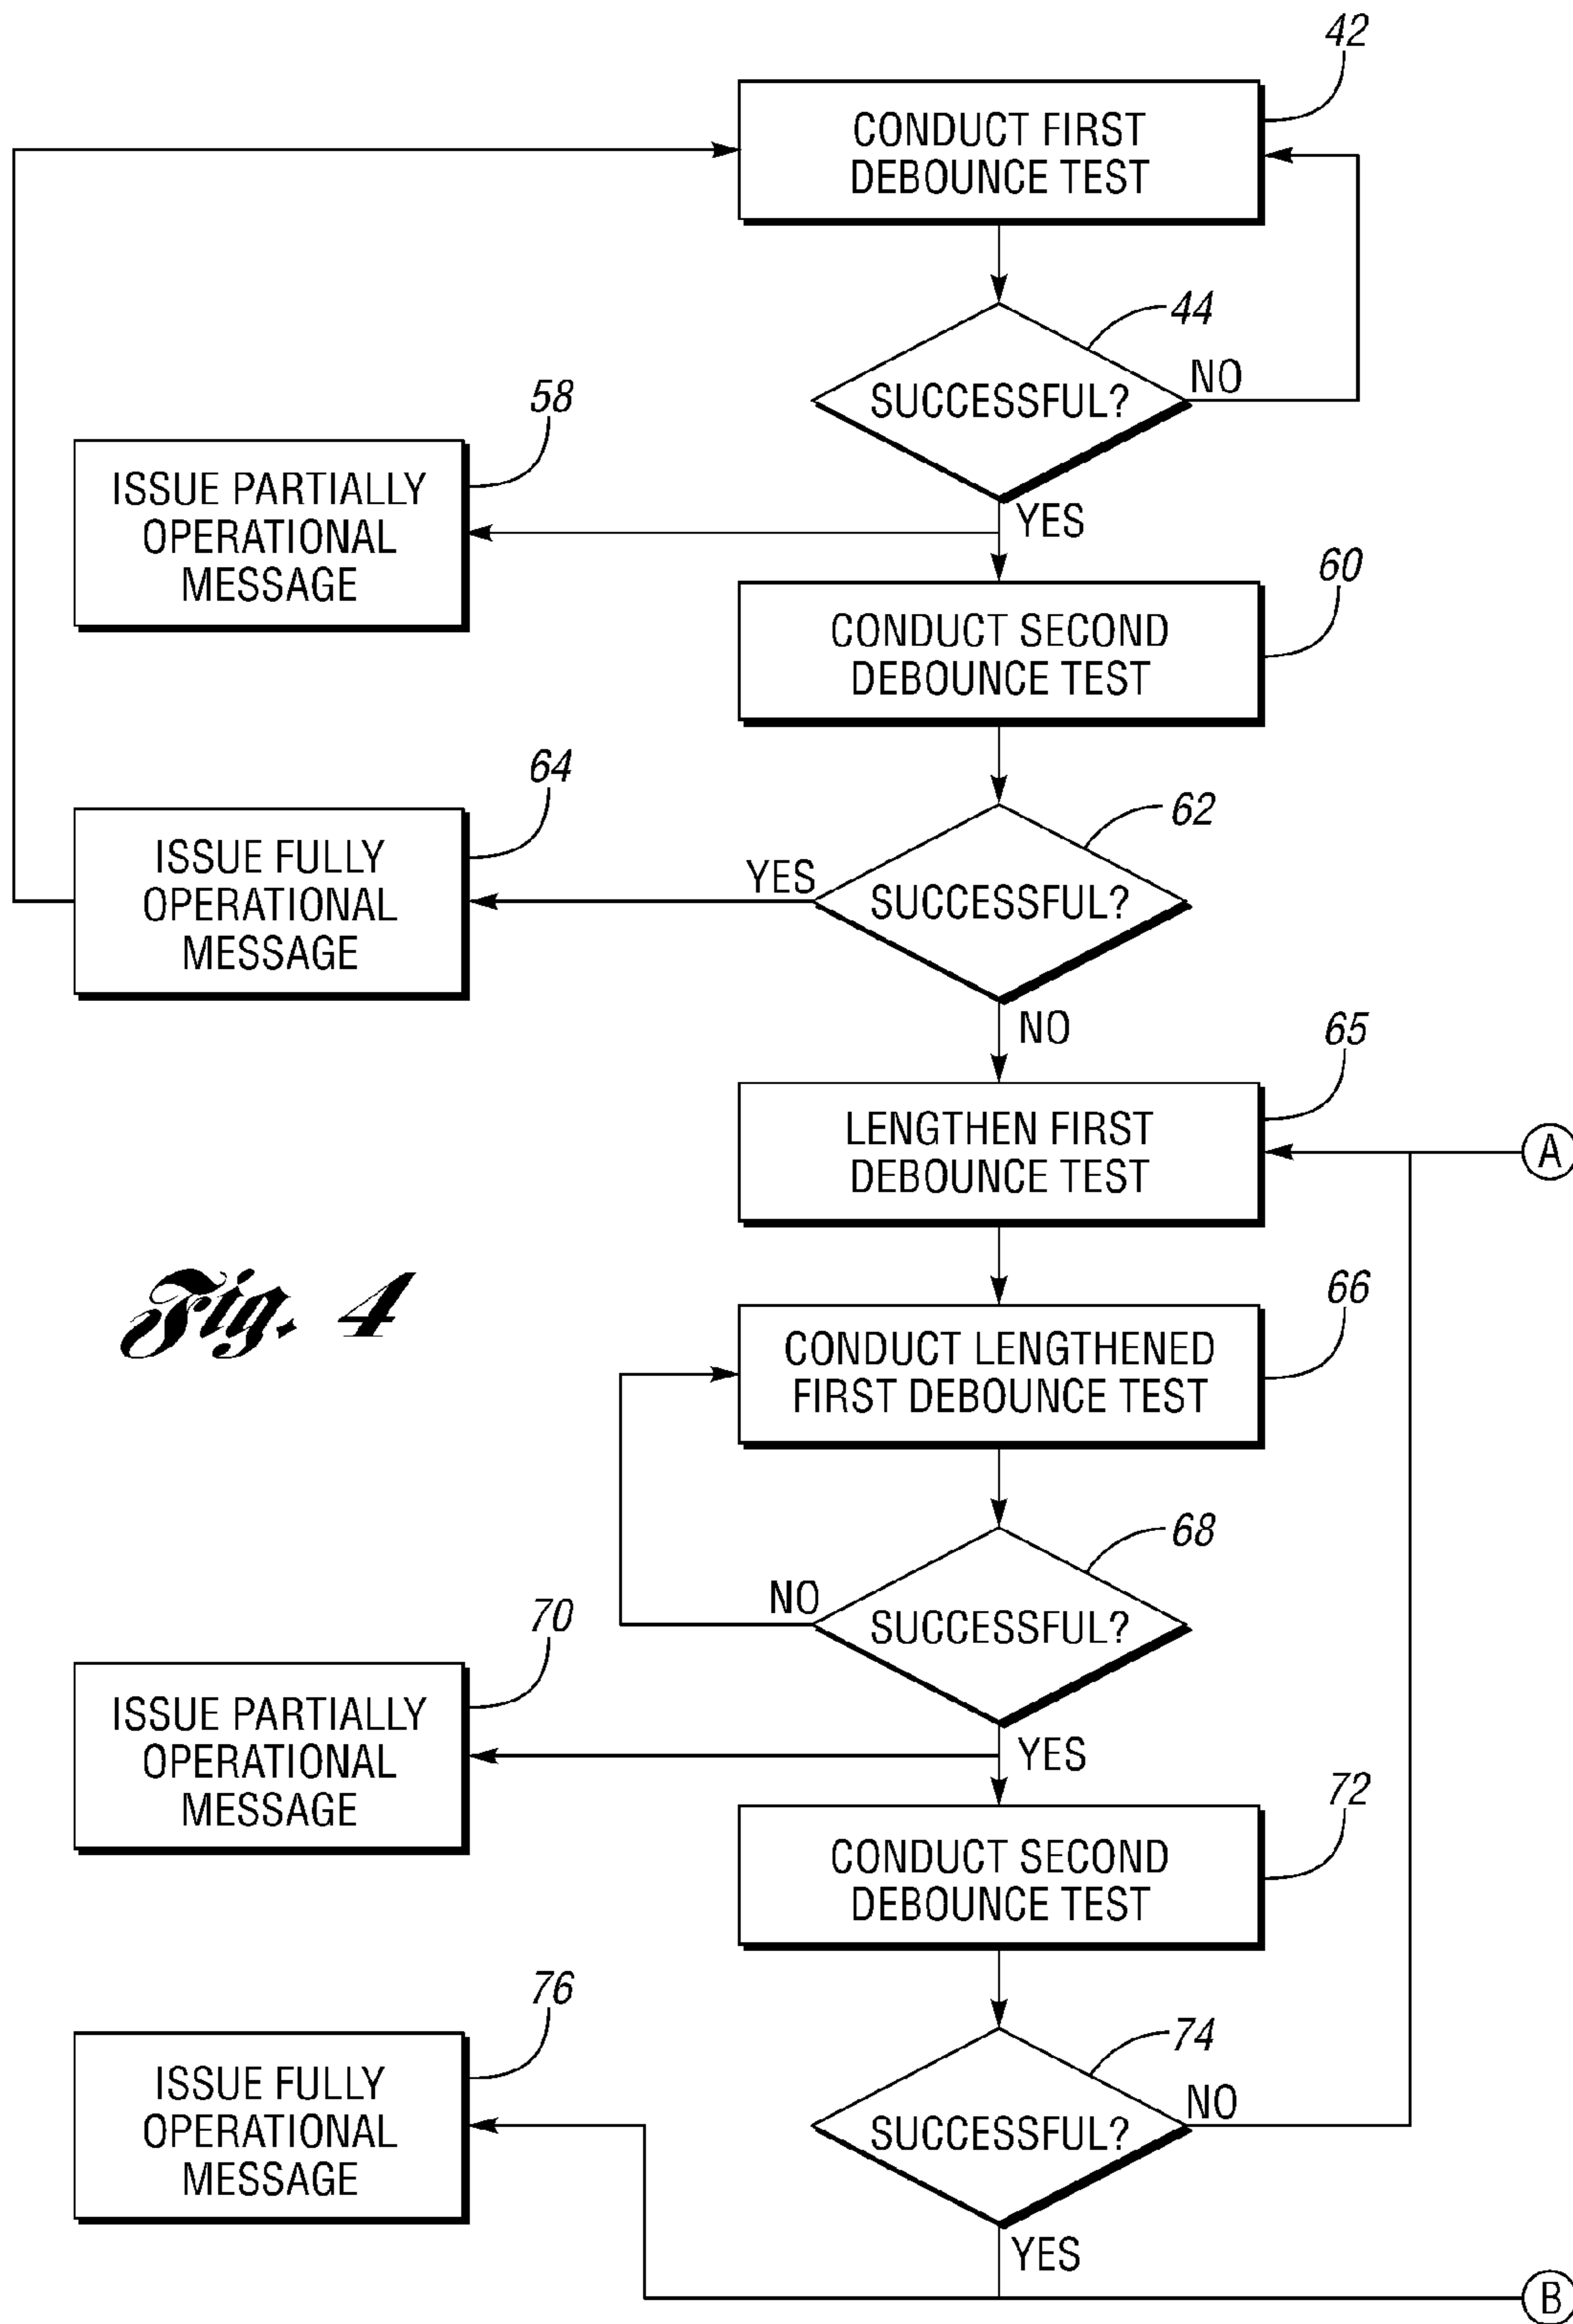 42
CONDUCT FIRST
DEBOUNCE TEST
44
SUCCESSFUL?
NO
58
ISSUE PARTIALLY
OPERATIONAL
MESSAGE
YES
60
CONDUCT SECOND
DEBOUNCE TEST
64
62
ISSUE FULLY
OPERATIONAL
MESSAGE
YES
SUCCESSFUL?
NO
65
LENGTHEN FIRST
DEBOUNCE TEST
A
Fig. 4
66
CONDUCT LENGTHENED
FIRST DEBOUNCE TEST
68
NO
SUCCESSFUL?
70
ISSUE PARTIALLY
OPERATIONAL
MESSAGE
YES
72
CONDUCT SECOND
DEBOUNCE TEST
76
74
ISSUE FULLY
OPERATIONAL
MESSAGE
SUCCESSFUL?
NO
YES
B